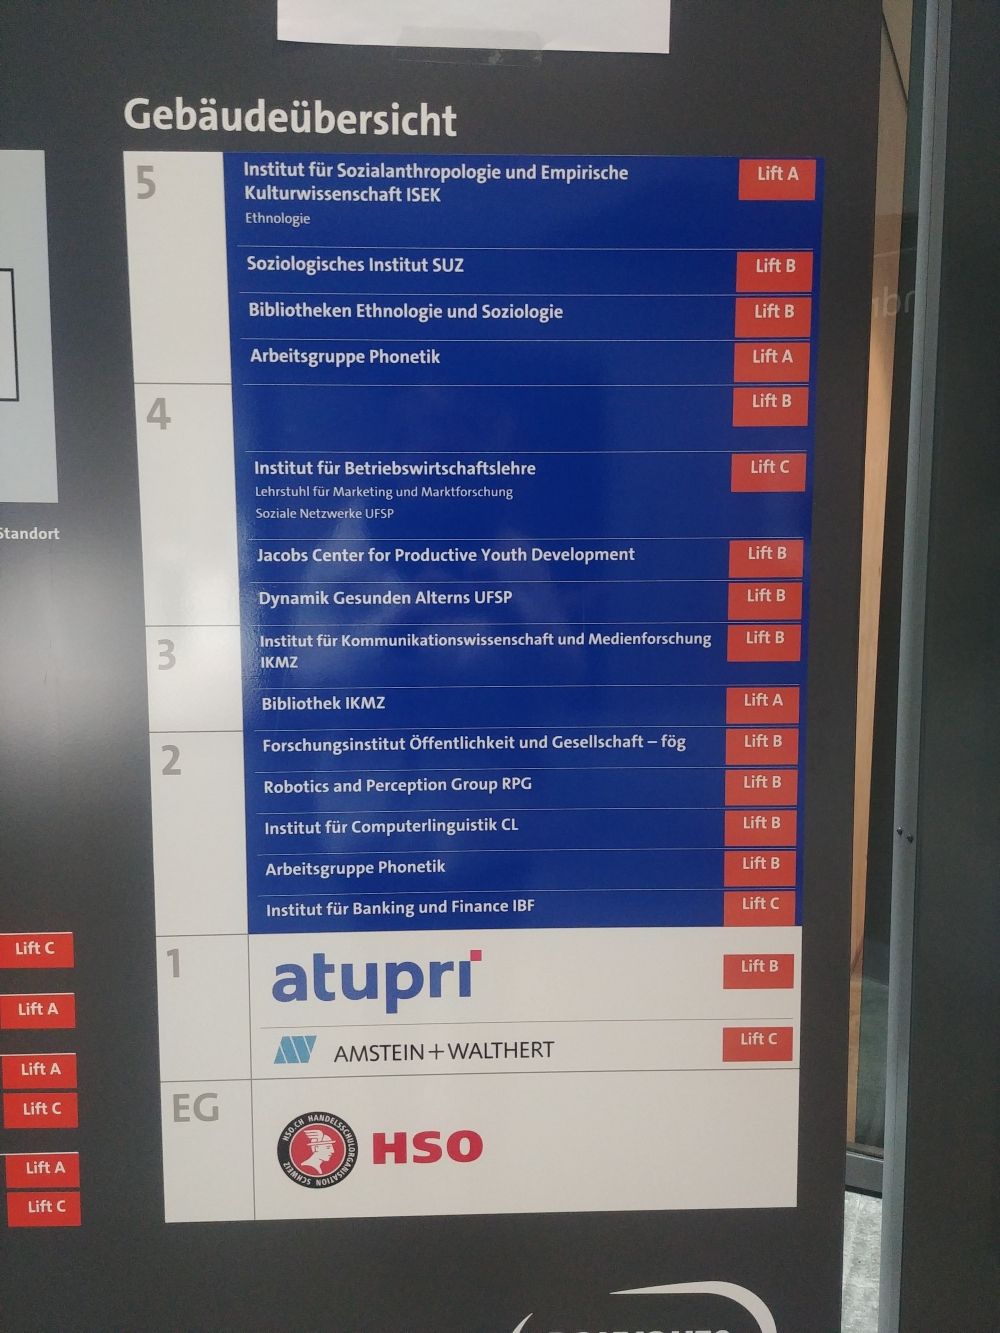 Gebäudeübersicht
5
Institut für Sozialanthropologie und Empirische
Kulturwissenschaft ISEK
Ethnologie
Lift A
Soziologisches Institut SUZ
Lift B
Bibliotheken Ethnologie und Soziologie
Lift B
Arbeitsgruppe Phonetik
Lift A
4
Lift B
Institut für Betriebswirtschaftslehre
Lehrstuhl für Marketing und Marktforschung
Soziale Netzwerke UFSP
Lift C
Jacobs Center for Productive Youth Development
Lift B
Dynamik Gesunden Alterns UFSP
Lift B
3
Institut für Kommunikationswissenschaft und Medienforschung
IKMZ
Lift B
Bibliothek IKMZ
Lift A
2
Forschungsinstitut Öffentlichkeit und Gesellschaft – fög
Lift B
Robotics and Perception Group RPG
Lift B
Institut für Computerlinguistik CL
Lift B
Arbeitsgruppe Phonetik
Lift B
Institut für Banking und Finance IBF
Lift C
1
atupri
Lift B
AMSTEIN+WALTHERT
Lift C
EG
HSO.CH HANDELSSCHULORGANISATION SCHWEIZ
HSO
Standort
Lift C
Lift A
Lift A
Lift C
Lift A
Lift C